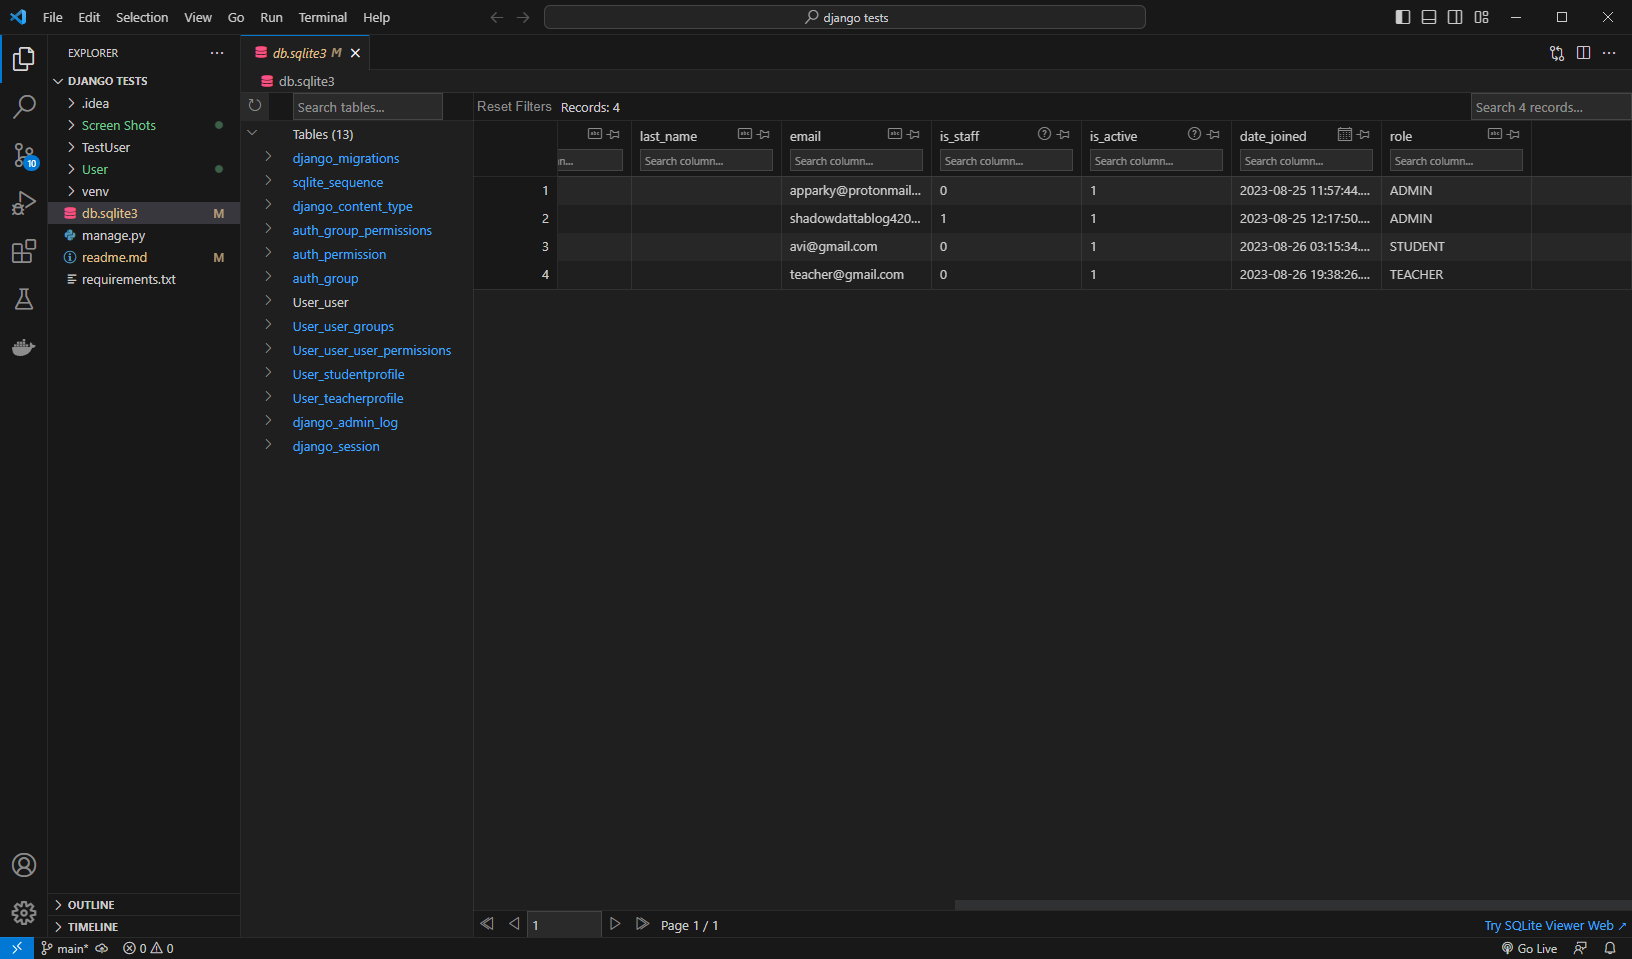 File Edit Selection View Go Run Terminal Help
django tests
EXPLORER
DJANGO TESTS
.idea
Screen Shots
TestUser
User
venv
db.sqlite3 M
manage.py
readme.md M
requirements.txt
OUTLINE
TIMELINE
10
db.sqlite3 M
db.sqlite3
Search tables...
Tables (13)
django_migrations
sqlite_sequence
django_content_type
auth_group_permissions
auth_permission
auth_group
User_user
User_user_groups
User_user_user_permissions
User_studentprofile
User_teacherprofile
django_admin_log
django_session
Reset Filters Records: 4 Search 4 records...
last_name email is_staff is_active date_joined role
n... Search column... Search column... Search column... Search column... Search column... Search column...
1 apparky@protonmail... 0 1 2023-08-25 11:57:44.... ADMIN
2 shadowdattablog420... 1 1 2023-08-25 12:17:50.... ADMIN
3 avi@gmail.com 0 1 2023-08-26 03:15:34.... STUDENT
4 teacher@gmail.com 0 1 2023-08-26 19:38:26.... TEACHER
1 Page 1 / 1 Try SQLite Viewer Web ↗
main* 0 0 Go Live